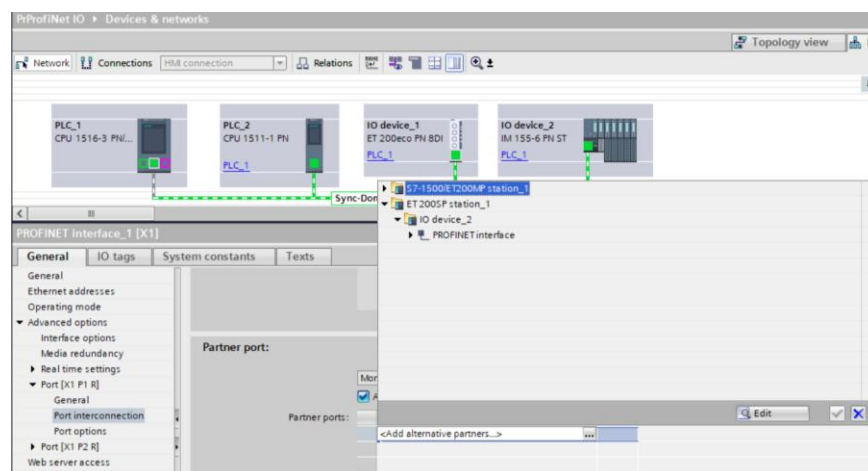 PrProfiNet IO ▸ Devices & networks
Topology view
Network
Connections
HMI connection
Relations
PLC_1
CPU 1516-3 PN/...
PLC_2
CPU 1511-1 PN
PLC_1
IO device_1
ET 200eco PN 8DI
PLC_1
IO device_2
IM 155-6 PN ST
PLC_1
S7-1500/ET200MP station_1
ET 200SP station_1
IO device_2
PROFINET interface
PROFINET interface_1 [X1]
General
IO tags
System constants
Texts
General
Ethernet addresses
Operating mode
Advanced options
Interface options
Media redundancy
Real time settings
Port [X1 P1 R]
General
Port interconnection
Port options
Port [X1 P2 R]
Web server access
Partner port:
Partner ports:
Edit
<Add alternative partners...>